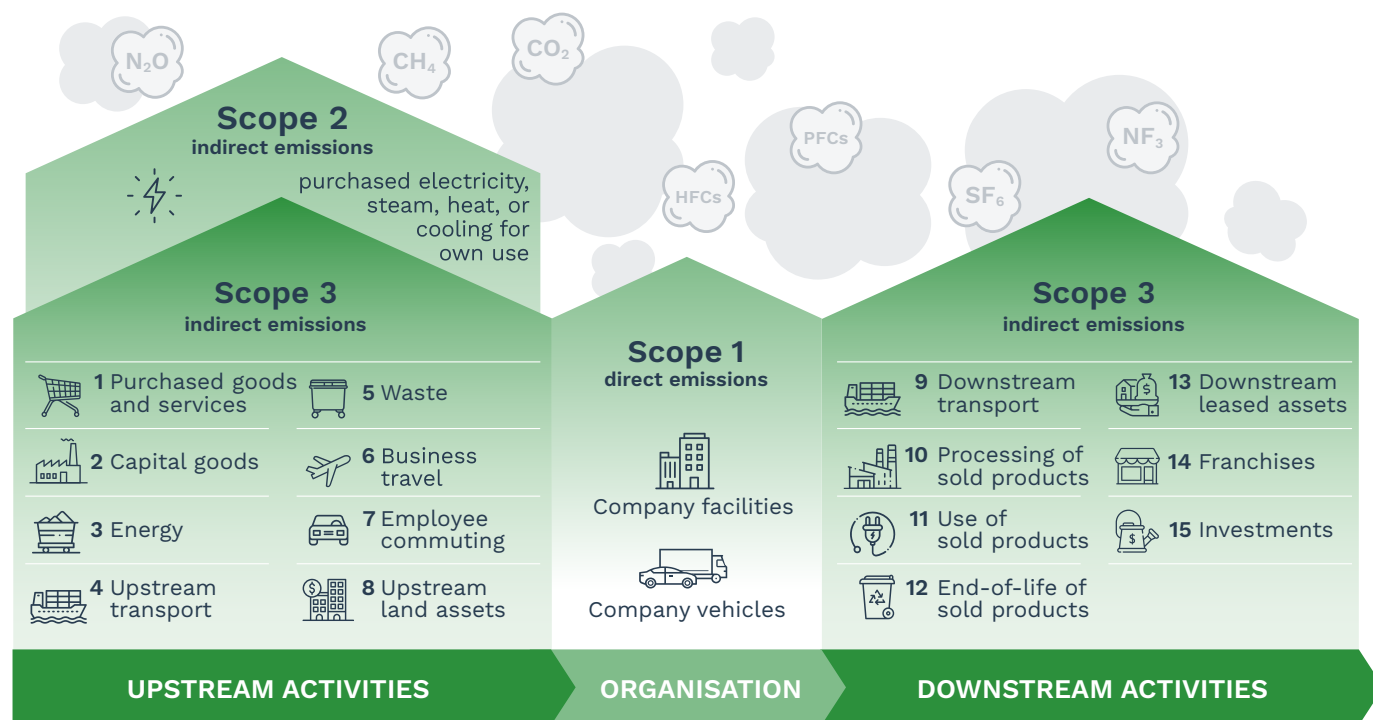 N₂O
CH₄
CO₂
HFCs
PFCs
SF₆
NF₃
Scope 2
indirect emissions
purchased electricity,
steam, heat, or
cooling for
own use
Scope 3
indirect emissions
1 Purchased goods
and services
2 Capital goods
3 Energy
4 Upstream
transport
5 Waste
6 Business
travel
7 Employee
commuting
8 Upstream
land assets
Scope 1
direct emissions
Company facilities
Company vehicles
Scope 3
indirect emissions
9 Downstream
transport
10 Processing of
sold products
11 Use of
sold products
12 End-of-life of
sold products
13 Downstream
leased assets
14 Franchises
15 Investments
UPSTREAM ACTIVITIES
ORGANISATION
DOWNSTREAM ACTIVITIES